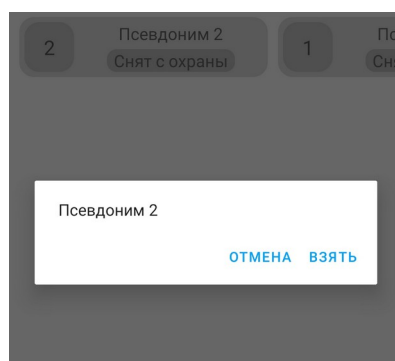 2
Псевдоним 2
Снят с охраны
1
Псевдоним 2
ОТМЕНА ВЗЯТЬ